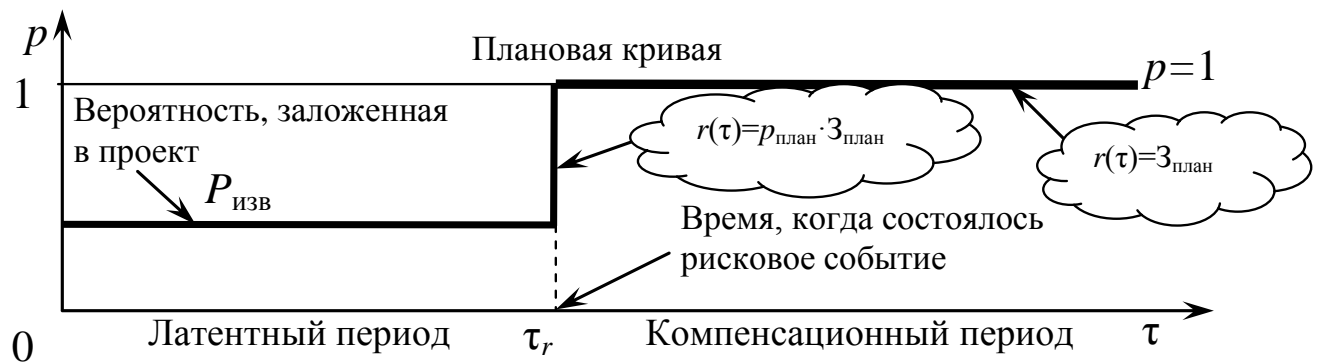 p
Плановая кривая
p=1
1
Вероятность, заложенная
в проект
r(τ)=pплан·Зплан
r(τ)=Зплан
Pизв
Время, когда состоялось
рисковое событие
0
Латентный период
τr
Компенсационный период
τ